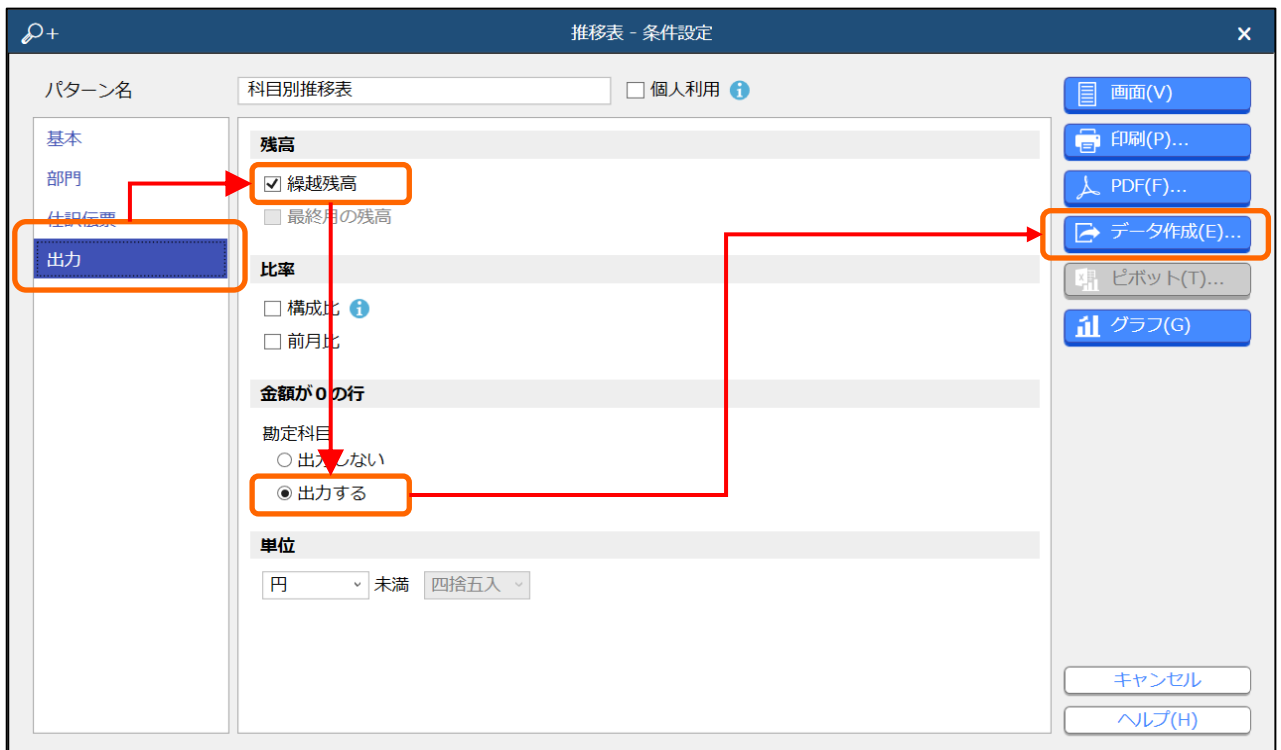 推移表 - 条件設定
パターン名
科目別推移表
個人利用
基本
部門
仕訳伝票
出力
残高
繰越残高
最終月の残高
比率
構成比
前月比
金額が０の行
勘定科目
出力しない
出力する
単位
円 未満 四捨五入
画面(V)
印刷(P)...
PDF(F)...
データ作成(E)...
ピボット(T)...
グラフ(G)
キャンセル
ヘルプ(H)